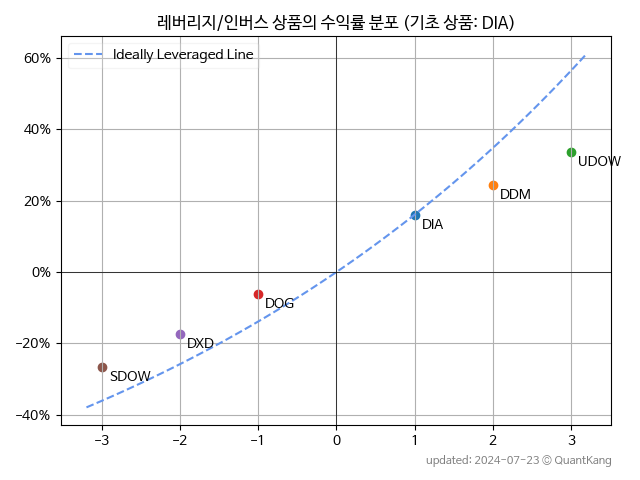 레버리지/인버스 상품의 수익률 분포 (기초 상품: DIA)
Ideally Leveraged Line
60%
40%
20%
0%
−20%
−40%
UDOW
DDM
DIA
DOG
DXD
SDOW
−3 −2 −1 0 1 2 3
updated: 2024-07-23 © QuantKang